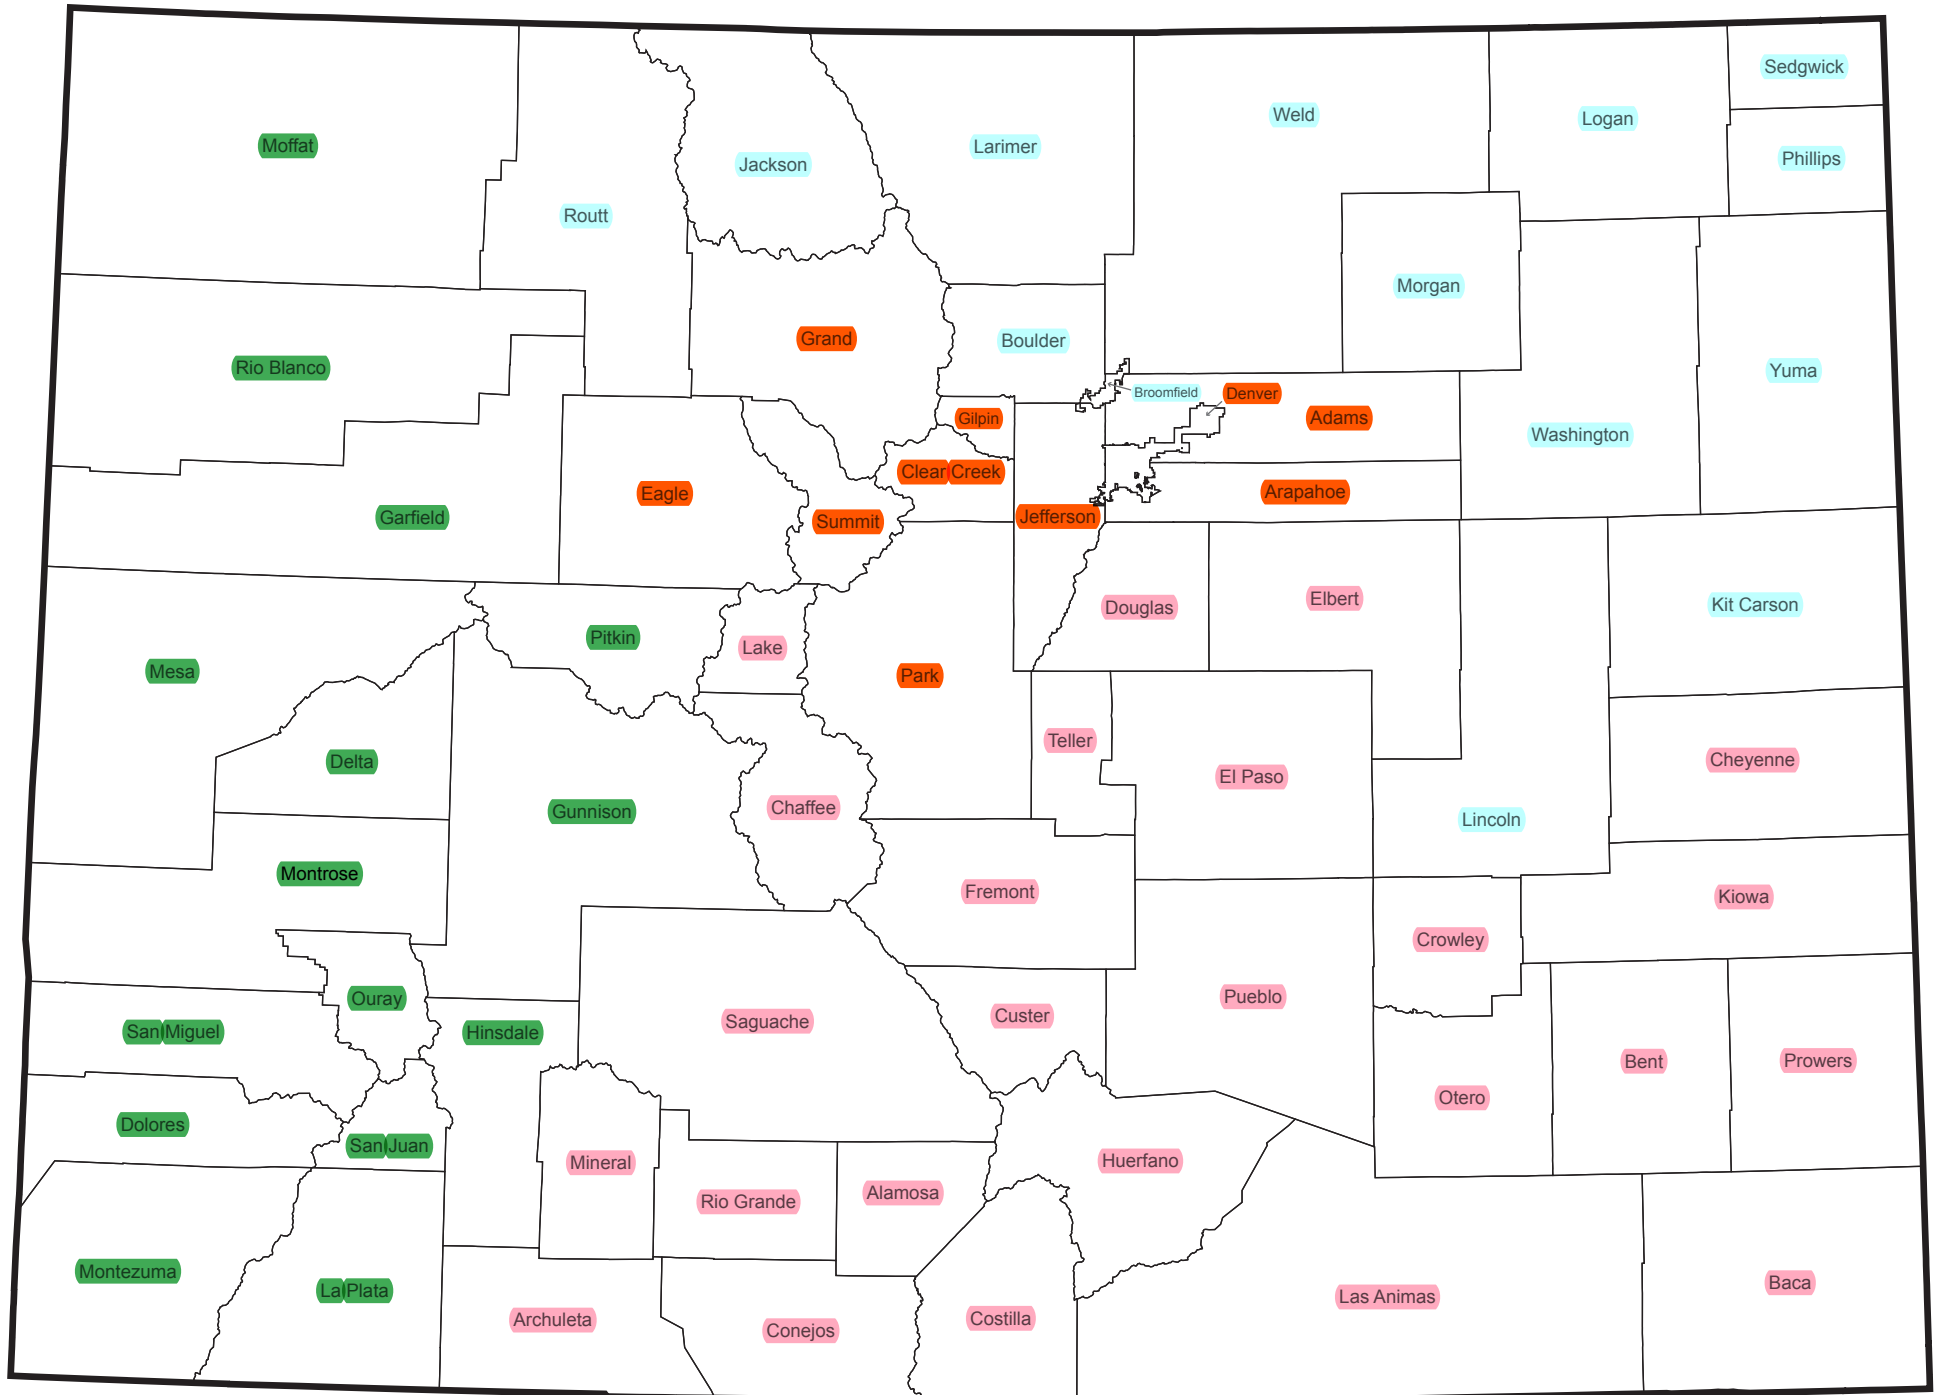 Sedgwick
Weld
Logan
Moffat
Larimer
Phillips
Jackson
Routt
Morgan
Grand
Boulder
Rio Blanco
Yuma
Broomfield
Denver
Gilpin
Adams
Washington
Clear Creek
Eagle
Arapahoe
Garfield
Jefferson
Summit
Elbert
Kit Carson
Douglas
Pitkin
Lake
Mesa
Park
Teller
Cheyenne
Delta
El Paso
Chaffee
Gunnison
Lincoln
Montrose
Fremont
Kiowa
Crowley
Pueblo
Ouray
Custer
Saguache
San Miguel
Hinsdale
Bent
Prowers
Otero
Dolores
San Juan
Huerfano
Mineral
Alamosa
Rio Grande
Montezuma
Baca
La Plata
Las Animas
Costilla
Archuleta
Conejos